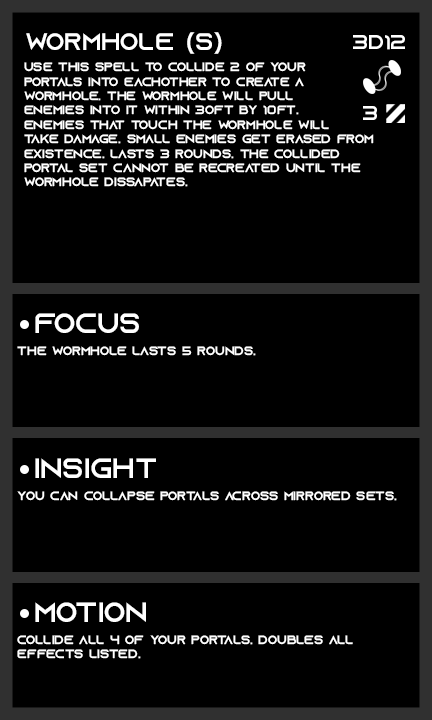 WORMHOLE (S)
3D12
USE THIS SPELL TO COLLIDE 2 OF YOUR
PORTALS INTO EACHOTHER TO CREATE A
WORMHOLE. THE WORMHOLE WILL PULL
ENEMIES INTO IT WITHIN 30FT BY 10FT.
3
ENEMIES THAT TOUCH THE WORMHOLE WILL
TAKE DAMAGE. SMALL ENEMIES GET ERASED FROM
EXISTENCE. LASTS 3 ROUNDS. THE COLLIDED
PORTAL SET CANNOT BE RECREATED UNTIL THE
WORMHOLE DISSAPATES.
•FOCUS
THE WORMHOLE LASTS 5 ROUNDS.
•INSIGHT
YOU CAN COLLAPSE PORTALS ACROSS MIRRORED SETS.
•MOTION
COLLIDE ALL 4 OF YOUR PORTALS. DOUBLES ALL
EFFECTS LISTED.